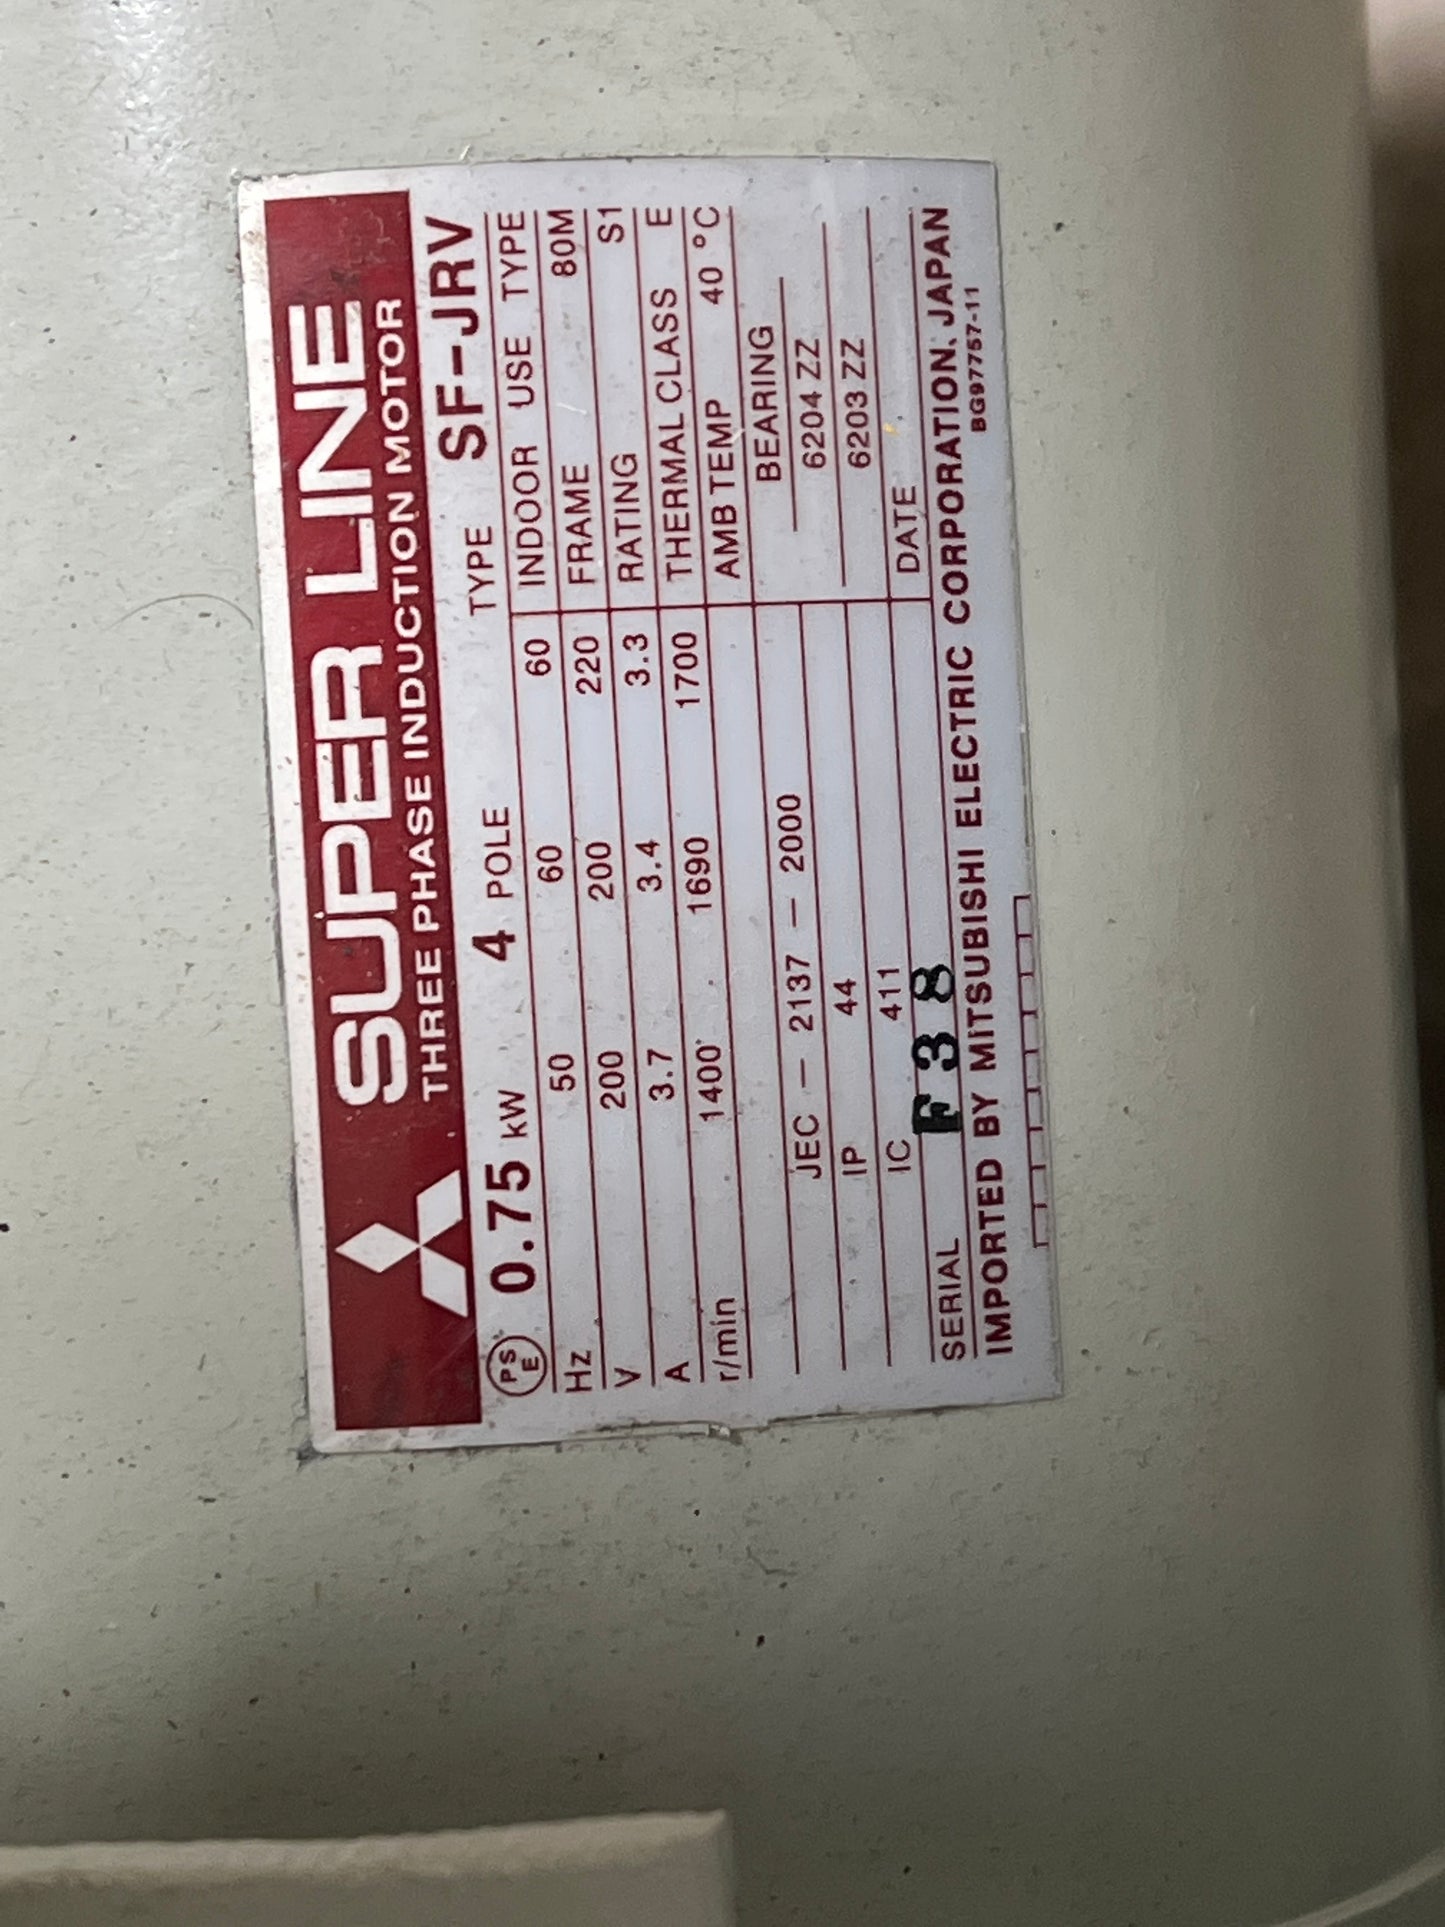 SUPER LINE
THREE PHASE INDUCTION MOTOR
PS E 0.75 kW 4 POLE TYPE SF-JRV
Hz 50 60 60 INDOOR USE TYPE
V 200 200 220 FRAME 80M
A 3.7 3.4 3.3 RATING S1
r/min 1400 1690 1700 THERMAL CLASS E
AMB TEMP 40 °C
JEC - 2137 - 2000 BEARING
IP 44 6204 ZZ
IC 411 6203 ZZ
SERIAL F38 DATE
IMPORTED BY MITSUBISHI ELECTRIC CORPORATION, JAPAN
BG97757-11